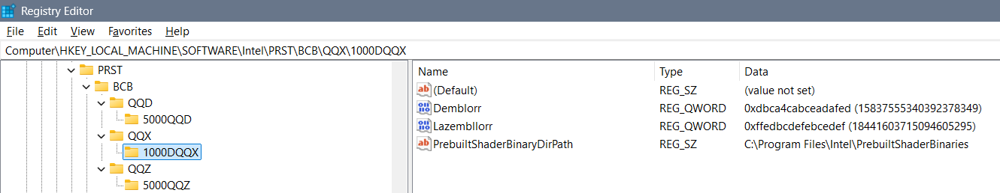 Registry Editor
File Edit View Favorites Help
Computer\HKEY_LOCAL_MACHINE\SOFTWARE\Intel\PRST\BCB\QQX\1000DQQX
PRST
BCB
QQD
5000QQD
QQX
1000DQQX
QQZ
5000QQZ
Name Type Data
(Default) REG_SZ (value not set)
Demblorr REG_QWORD 0xdbca4cabceadafed (15837555340392378349)
Lazembllorr REG_QWORD 0xffedbcdefebcedef (18441603715094605295)
PrebuiltShaderBinaryDirPath REG_SZ C:\Program Files\Intel\PrebuiltShaderBinaries